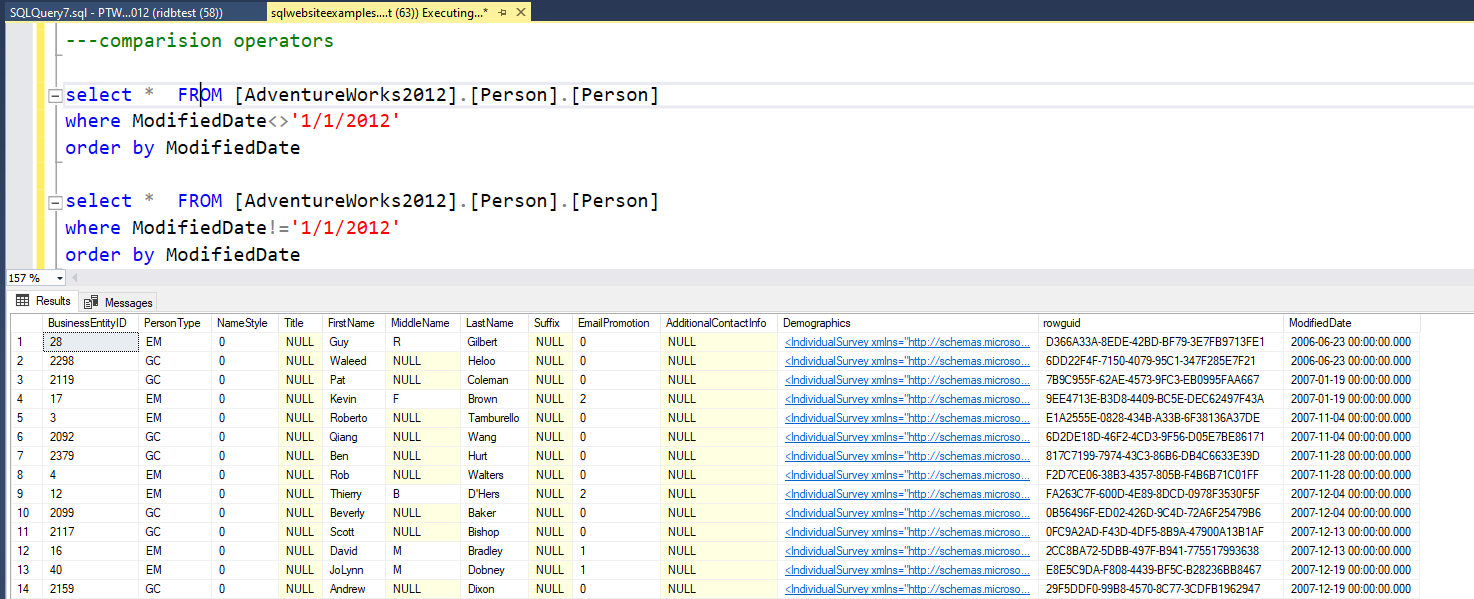 SQLQuery7.sql - PTW...012 (ridbtest (58))    sqlwebsiteexamples....t (63)) Executing...*
---comparision operators
select *  FROM [AdventureWorks2012].[Person].[Person]
where ModifiedDate<>'1/1/2012'
order by ModifiedDate
select *  FROM [AdventureWorks2012].[Person].[Person]
where ModifiedDate!='1/1/2012'
order by ModifiedDate
157 %
Results Messages
BusinessEntityID PersonType NameStyle Title FirstName MiddleName LastName Suffix EmailPromotion AdditionalContactInfo Demographics rowguid ModifiedDate
1 28 EM 0 NULL Guy R Gilbert NULL 0 NULL <IndividualSurvey xmlns="http://schemas.microso... D366A33A-8EDE-42BD-BF79-3E7FB9713FE1 2006-06-23 00:00:00.000
2 2298 GC 0 NULL Waleed NULL Heloo NULL 0 NULL <IndividualSurvey xmlns="http://schemas.microso... 6DD22F4F-7150-4079-95C1-347F285E7F21 2006-06-23 00:00:00.000
3 2119 GC 0 NULL Pat NULL Coleman NULL 0 NULL <IndividualSurvey xmlns="http://schemas.microso... 7B9C955F-62AE-4573-9FC3-EB0995FAA667 2007-01-19 00:00:00.000
4 17 EM 0 NULL Kevin F Brown NULL 2 NULL <IndividualSurvey xmlns="http://schemas.microso... 9EE4713E-B3D8-4409-BC5E-DEC62497F43A 2007-01-19 00:00:00.000
5 3 EM 0 NULL Roberto NULL Tamburello NULL 0 NULL <IndividualSurvey xmlns="http://schemas.microso... E1A2555E-0828-434B-A33B-6F38136A37DE 2007-11-04 00:00:00.000
6 2092 GC 0 NULL Qiang NULL Wang NULL 0 NULL <IndividualSurvey xmlns="http://schemas.microso... 6D2DE18D-46F2-4CD3-9F56-D05E7BE86171 2007-11-04 00:00:00.000
7 2379 GC 0 NULL Ben NULL Hurt NULL 0 NULL <IndividualSurvey xmlns="http://schemas.microso... 817C7199-7974-43C3-86B6-DB4C6633E39D 2007-11-28 00:00:00.000
8 4 EM 0 NULL Rob NULL Walters NULL 0 NULL <IndividualSurvey xmlns="http://schemas.microso... F2D7CE06-38B3-4357-805B-F4B6B71C01FF 2007-11-28 00:00:00.000
9 12 EM 0 NULL Thierry B D'Hers NULL 2 NULL <IndividualSurvey xmlns="http://schemas.microso... FA263C7F-600D-4E89-8DCD-0978F3530F5F 2007-12-04 00:00:00.000
10 2099 GC 0 NULL Beverly NULL Baker NULL 0 NULL <IndividualSurvey xmlns="http://schemas.microso... 0B56496F-ED02-426D-9C4D-72A6F25479B6 2007-12-04 00:00:00.000
11 2117 GC 0 NULL Scott NULL Bishop NULL 0 NULL <IndividualSurvey xmlns="http://schemas.microso... 0FC9A2AD-F43D-4DF5-8B9A-47900A13B1AF 2007-12-13 00:00:00.000
12 16 EM 0 NULL David M Bradley NULL 1 NULL <IndividualSurvey xmlns="http://schemas.microso... 2CC8BA72-5DBB-497F-B941-775517993638 2007-12-13 00:00:00.000
13 40 EM 0 NULL JoLynn M Dobney NULL 1 NULL <IndividualSurvey xmlns="http://schemas.microso... E8E5C9DA-F808-4439-BF5C-B28236BB8467 2007-12-19 00:00:00.000
14 2159 GC 0 NULL Andrew NULL Dixon NULL 0 NULL <IndividualSurvey xmlns="http://schemas.microso... 29F5DDF0-99B8-4570-8C77-3CDFB1962947 2007-12-19 00:00:00.000